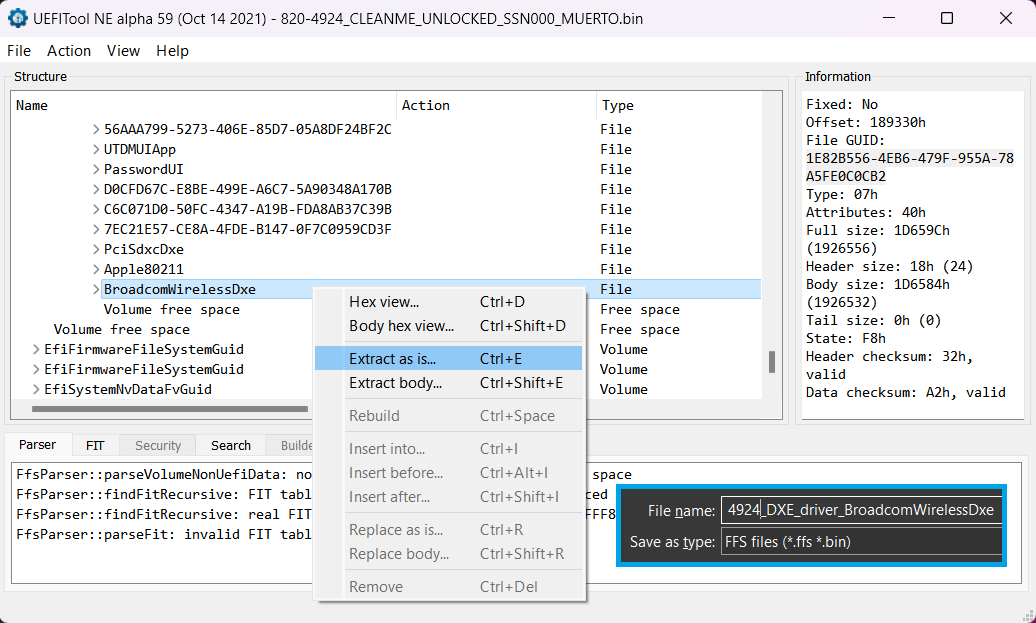 UEFITool NE alpha 59 (Oct 14 2021) - 820-4924_CLEANME_UNLOCKED_SSN000_MUERTO.bin
File Action View Help
Structure
Name Action Type
56AAA799-5273-406E-85D7-05A8DF24BF2C File
UTDMUIApp File
PasswordUI File
D0CFD67C-E8BE-499E-A6C7-5A90348A170B File
C6C071D0-50FC-4347-A19B-FDA8AB37C39B File
7EC21E57-CE8A-4FDE-B147-0F7C0959CD3F File
PciSdxcDxe File
Apple80211 File
BroadcomWirelessDxe File
Volume free space Free space
Volume free space Free space
EfiFirmwareFileSystemGuid Volume
EfiFirmwareFileSystemGuid Volume
EfiSystemNvDataFvGuid Volume
Information
Fixed: No
Offset: 189330h
File GUID:
1E82B556-4EB6-479F-955A-78
A5FE0C0CB2
Type: 07h
Attributes: 40h
Full size: 1D659Ch
(1926556)
Header size: 18h (24)
Body size: 1D6584h
(1926532)
Tail size: 0h (0)
State: F8h
Header checksum: 32h,
valid
Data checksum: A2h, valid
Hex view... Ctrl+D
Body hex view... Ctrl+Shift+D
Extract as is... Ctrl+E
Extract body... Ctrl+Shift+E
Rebuild Ctrl+Space
Insert into... Ctrl+I
Insert before... Ctrl+Alt+I
Insert after... Ctrl+Shift+I
Replace as is... Ctrl+R
Replace body... Ctrl+Shift+R
Remove Ctrl+Del
Parser FIT Security Search Builde
FfsParser::parseVolumeNonUefiData: no space
FfsParser::findFitRecursive: FIT tabl ced
FfsParser::findFitRecursive: real FIT FFF8
FfsParser::parseFit: invalid FIT tabl
File name: 4924_DXE_driver_BroadcomWirelessDxe
Save as type: FFS files (*.ffs *.bin)